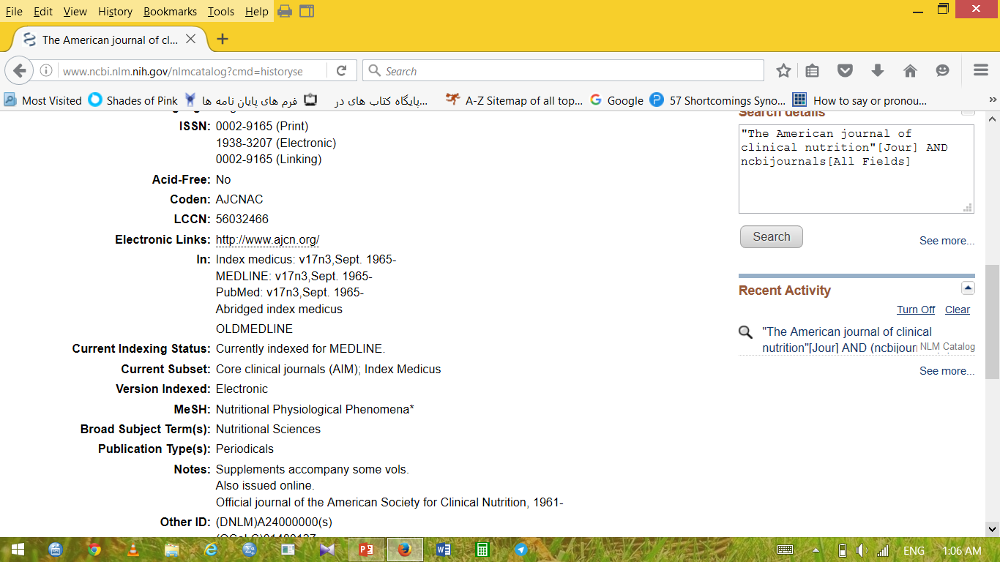 File Edit View History Bookmarks Tools Help
The American journal of cl...
www.ncbi.nlm.nih.gov/nlmcatalog?cmd=historyse
Search
Most Visited Shades of Pink فرم های پایان نامه ها پایگاه کتاب های در... A-Z Sitemap of all top... Google 57 Shortcomings Syno... How to say or pronou... »
ISSN: 0002-9165 (Print)
1938-3207 (Electronic)
0002-9165 (Linking)
Acid-Free: No
Coden: AJCNAC
LCCN: 56032466
Electronic Links: http://www.ajcn.org/
In: Index medicus: v17n3,Sept. 1965-
MEDLINE: v17n3,Sept. 1965-
PubMed: v17n3,Sept. 1965-
Abridged index medicus
OLDMEDLINE
Current Indexing Status: Currently indexed for MEDLINE.
Current Subset: Core clinical journals (AIM); Index Medicus
Version Indexed: Electronic
MeSH: Nutritional Physiological Phenomena*
Broad Subject Term(s): Nutritional Sciences
Publication Type(s): Periodicals
Notes: Supplements accompany some vols.
Also issued online.
Official journal of the American Society for Clinical Nutrition, 1961-
Other ID: (DNLM)A24000000(s)
Search details
"The American journal of
clinical nutrition"[Jour] AND
ncbijournals[All Fields]
Search
See more...
Recent Activity
Turn Off Clear
"The American journal of clinical
nutrition"[Jour] AND (ncbijour
NLM Catalog
See more...
ENG 1:06 AM